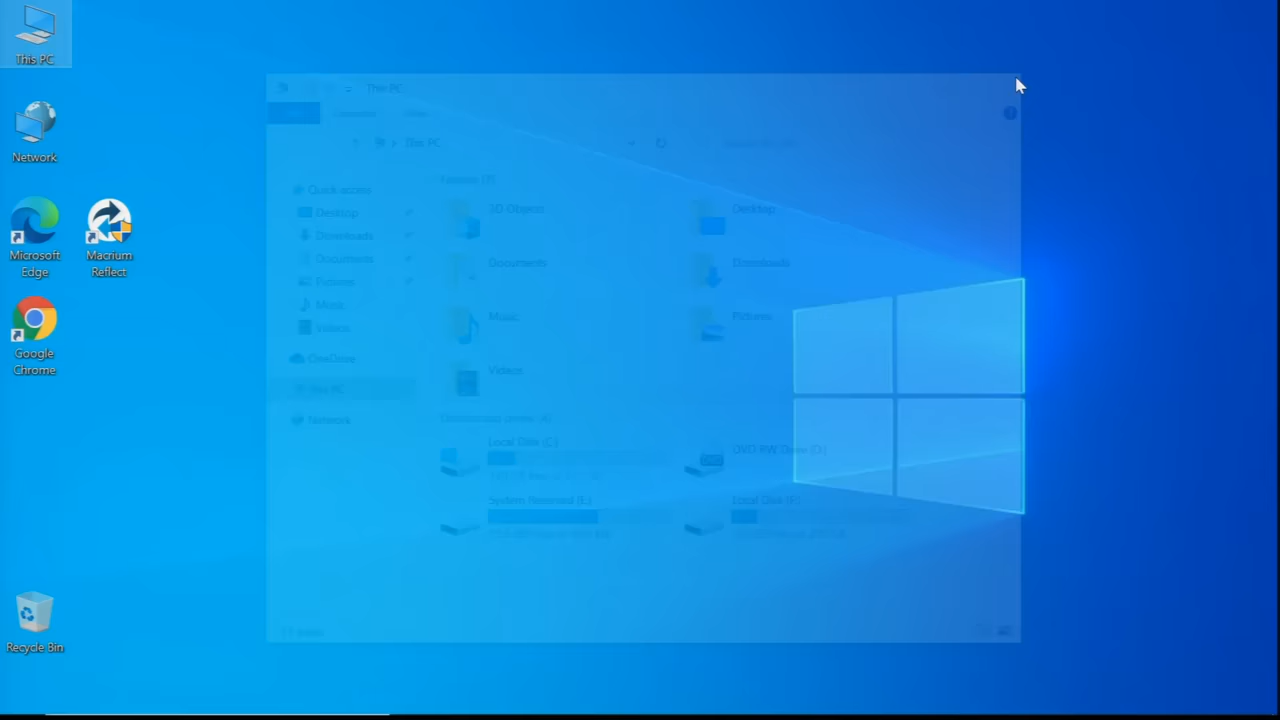 This PC
Network
Microsoft
Edge
Macrium
Reflect
Google
Chrome
Recycle Bin
This PC
This PC
Quick access
Desktop
Downloads
Documents
Pictures
Music
Videos
OneDrive
This PC
Network
Folders (7)
3D Objects
Desktop
Documents
Downloads
Music
Pictures
Videos
Local Disk (C:)
DVD RW Drive (D:)
System Reserved (E:)
Local Disk (F:)